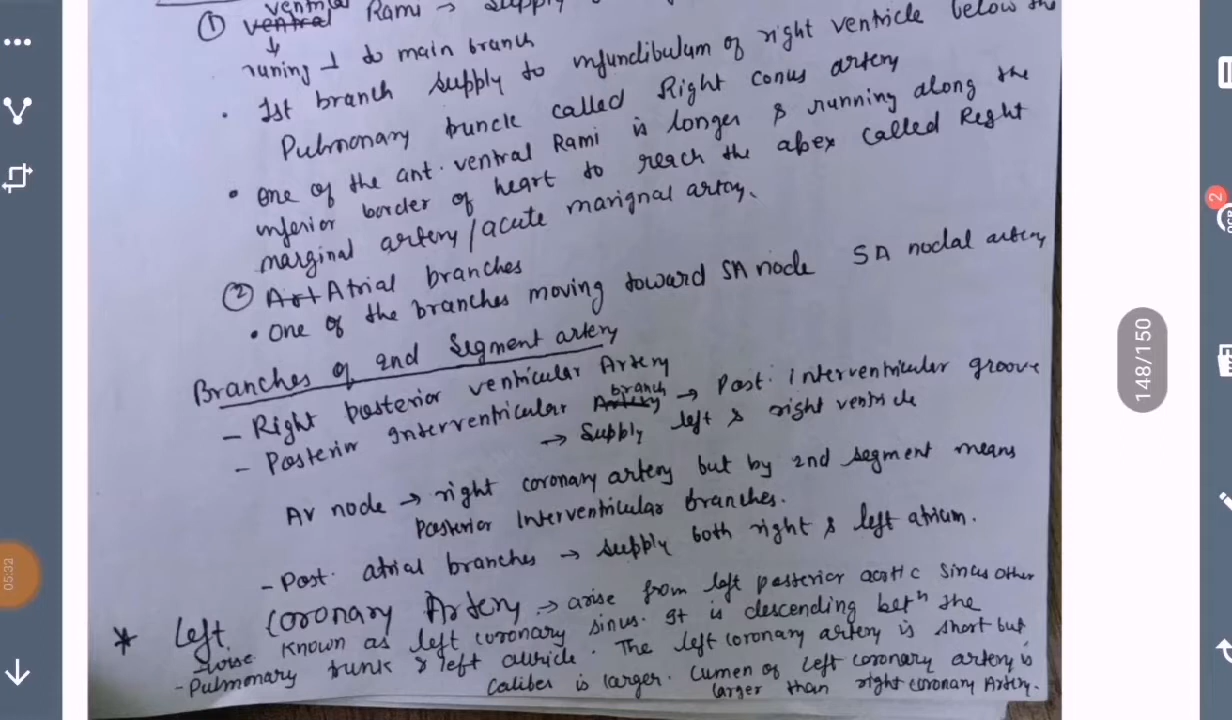 ① ~~ventral~~ ventral Rami → Supply
↓
runing ⊥ to main branch
• 1st branch supply to infundibulum of right ventricle below the
Pulmonary truncle called Right conus artery
• One of the ant. ventral Rami is longer & running along the
inferior border of heart to reach the apex called Right
marginal artery / acute marignal artery.
② ~~Art~~ Atrial branches
• One of the branches moving toward SA node SA nodal artery
Branches of 2nd Segment artery
- Right posterior ventricular Artery
- Posterior Interventricular ~~Artery~~ branch → Post. interventricular groove
→ Supply left & right ventricle
AV node → right coronary artery but by 2nd segment means
Posterior Interventricular branches.
- Post. atrial branches → supply both right & left atrium.
* Left Coronary Artery → arise from left posterior aortic sinus other
known as left coronary sinus. It is descending betⁿ the
- Pulmonary trunk & left auricle. The left coronary artery is short but
caliber is larger. Lumen of left coronary artery is
larger than right coronary Artery.
148/150
05:32
2
OCR